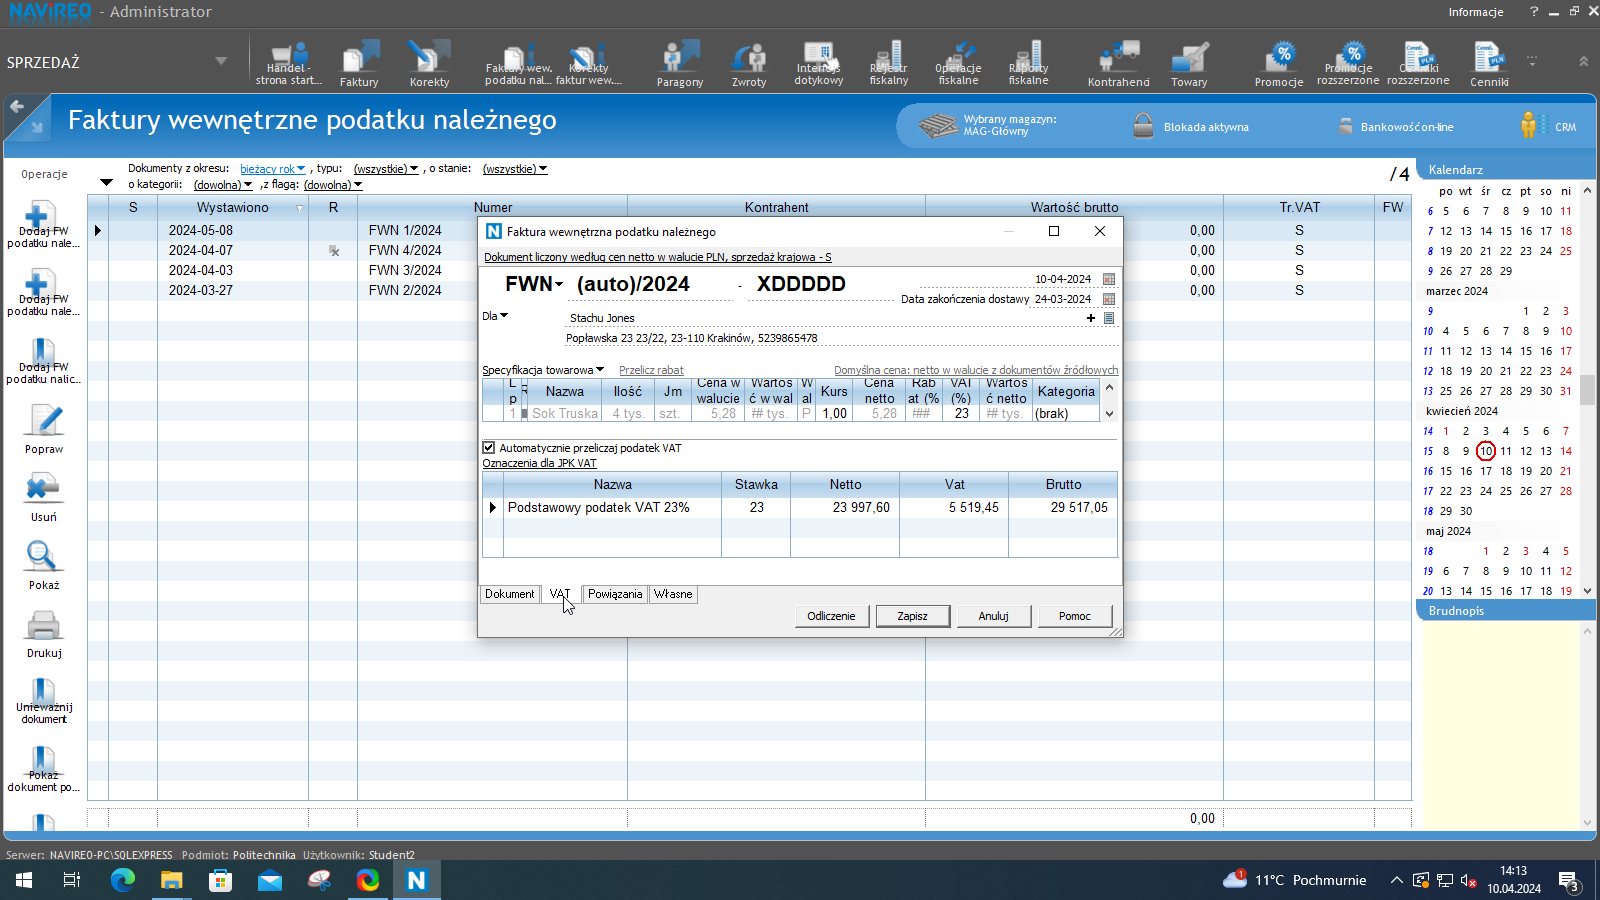 NAVIREO - Administrator
Informacje
?
SPRZEDAŻ
Handel -
strona start...
Faktury
Korekty
Faktury wew.
podatku nal...
Korekty
faktur wew....
Paragony
Zwroty
Interfejs
dotykowy
Rejestr
fiskalny
Operacje
fiskalne
Raporty
fiskalne
Kontrahenci
Towary
Promocje
Promocje
rozszerzone
Cenniki
rozszerzone
Cenniki
Faktury wewnętrzne podatku należnego
Wybrany magazyn:
MAG-Główny
Blokada aktywna
Bankowość on-line
CRM
Operacje
Dodaj FW
podatku nale...
Dodaj FW
podatku nale...
Dodaj FW
podatku nalic...
Popraw
Usuń
Pokaż
Drukuj
Unieważnij
dokument
Pokaż
dokument po...
Dokumenty z okresu: bieżący rok , typu: (wszystkie) , o stanie: (wszystkie)
o kategorii: (dowolna) ,z flagą: (dowolna)
/ 4
S Wystawiono R Numer Kontrahent Wartość brutto Tr.VAT FW
2024-05-08 FWN 1/2024 0,00 S
2024-04-07 FWN 4/2024 0,00 S
2024-04-03 FWN 3/2024 0,00 S
2024-03-27 FWN 2/2024 0,00 S
0,00
Faktura wewnętrzna podatku należnego
Dokument liczony według cen netto w walucie PLN, sprzedaż krajowa - S
FWN (auto)/2024 - XDDDDD
10-04-2024
Data zakończenia dostawy 24-03-2024
Dla
Stachu Jones
Popławska 23 23/22, 23-110 Krakinów, 5239865478
Specyfikacja towarowa Przelicz rabat Domyślna cena: netto w walucie z dokumentów źródłowych
L p R Nazwa Ilość Jm Cena w walucie Wartoś ć w wal W al Kurs Cena netto Rab at (% VAT (%) Wartoś ć netto Kategoria
1 Sok Truska 4 tys. szt. 5,28 ## tys. P 1,00 5,28 ### 23 ## tys. (brak)
Automatycznie przeliczaj podatek VAT
Oznaczenia dla JPK VAT
Nazwa Stawka Netto Vat Brutto
Podstawowy podatek VAT 23% 23 23 997,60 5 519,45 29 517,05
Dokument VAT Powiązania Własne
Odliczenie Zapisz Anuluj Pomoc
Kalendarz
po wt śr cz pt so ni
6 5 6 7 8 9 10 11
7 12 13 14 15 16 17 18
8 19 20 21 22 23 24 25
9 26 27 28 29
marzec 2024
9 1 2 3
10 4 5 6 7 8 9 10
11 11 12 13 14 15 16 17
12 18 19 20 21 22 23 24
13 25 26 27 28 29 30 31
kwiecień 2024
14 1 2 3 4 5 6 7
15 8 9 10 11 12 13 14
16 15 16 17 18 19 20 21
17 22 23 24 25 26 27 28
18 29 30
maj 2024
18 1 2 3 4 5
19 6 7 8 9 10 11 12
20 13 14 15 16 17 18 19
Brudnopis
Serwer: NAVIREO-PC\SQLEXPRESS Podmiot: Politechnika Użytkownik: Student2
N
1
11°C Pochmurnie
14:13
10.04.2024
3